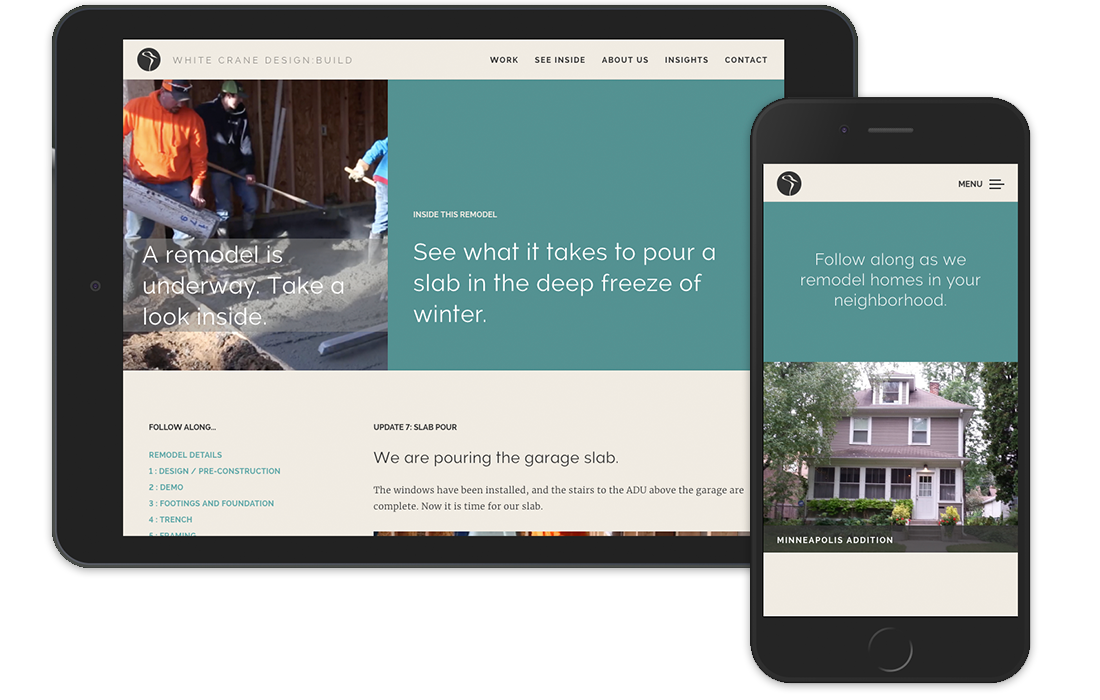 WHITE CRANE DESIGN:BUILD
WORK SEE INSIDE ABOUT US INSIGHTS CONTACT
A remodel is
underway. Take a
look inside.
INSIDE THIS REMODEL
See what it takes to pour a
slab in the deep freeze of
winter.
FOLLOW ALONG...
REMODEL DETAILS
1 : DESIGN / PRE-CONSTRUCTION
2 : DEMO
3 : FOOTINGS AND FOUNDATION
4 : TRENCH
5 : FRAMING
UPDATE 7: SLAB POUR
We are pouring the garage slab.
The windows have been installed, and the stairs to the ADU above the garage are
complete. Now it is time for our slab.
MENU
Follow along as we
remodel homes in your
neighborhood.
MINNEAPOLIS ADDITION